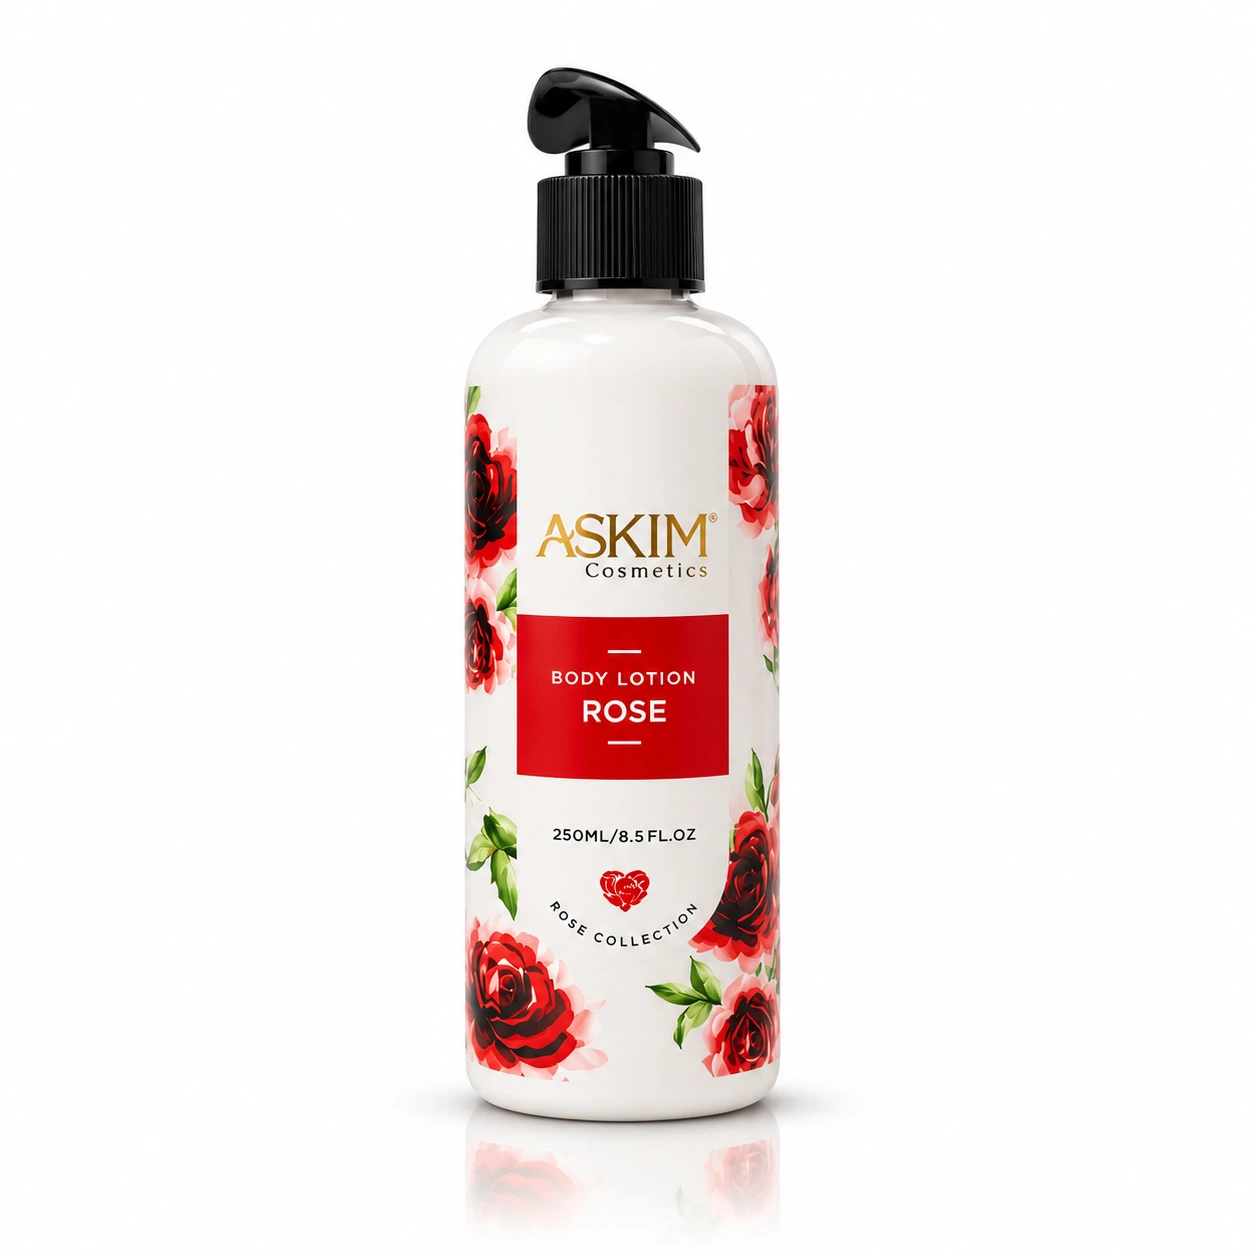 ASKIM®
Cosmetics
BODY LOTION
ROSE
250ML/8.5 FL.OZ
ROSE COLLECTION